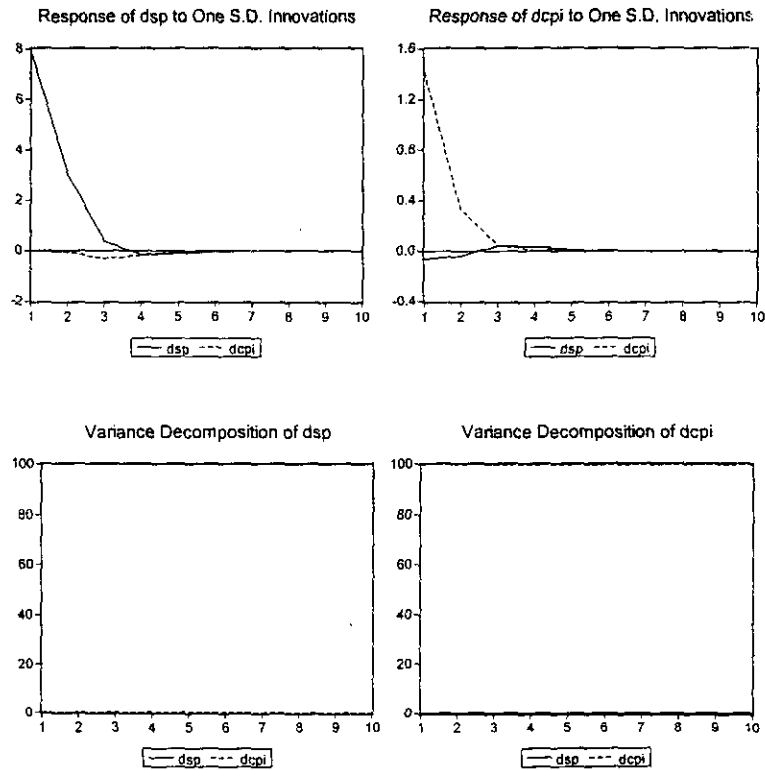 Response of dsp to One S.D. Innovations
8
6
4
2
0
-2
1 2 3 4 5 6 7 8 9 10
dsp dcpi
Response of dcpi to One S.D. Innovations
1.6
1.2
0.8
0.4
0.0
-0.4
1 2 3 4 5 6 7 8 9 10
dsp dcpi
Variance Decomposition of dsp
100
80
60
40
20
0
1 2 3 4 5 6 7 8 9 10
dsp dcpi
Variance Decomposition of dcpi
100
80
60
40
20
0
1 2 3 4 5 6 7 8 9 10
dsp dcpi